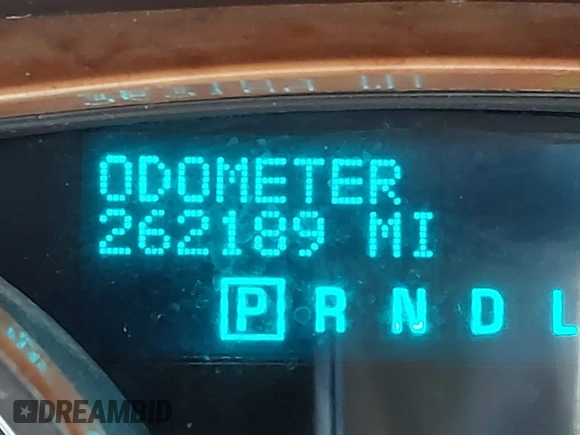 ODOMETER
262189 MI
P R N D L
DREAMBID